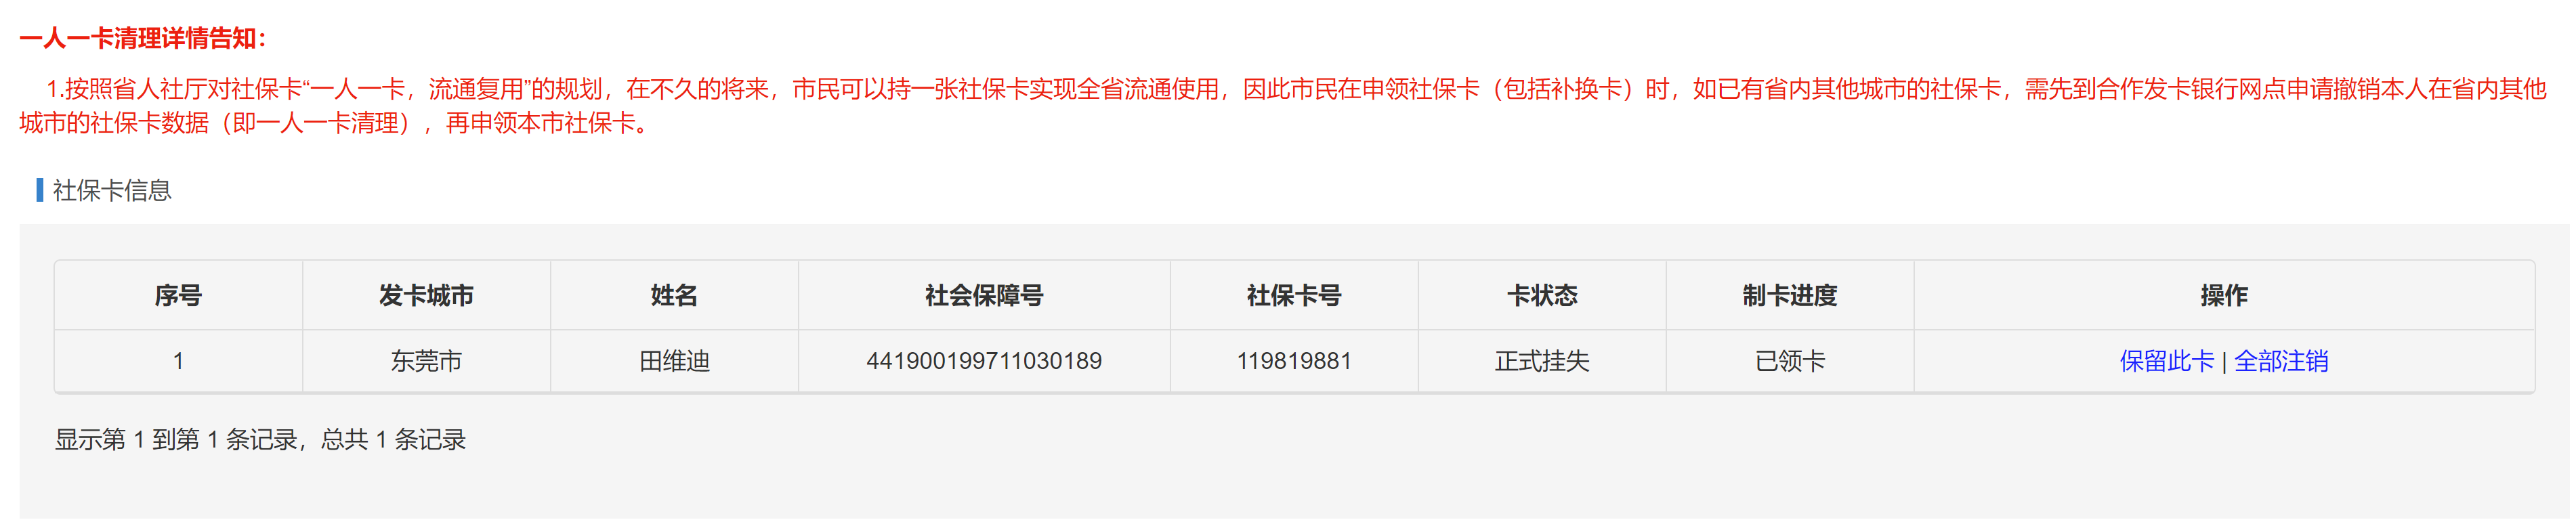 一人一卡清理详情告知：
1.按照省人社厅对社保卡“一人一卡，流通复用”的规划，在不久的将来，市民可以持一张社保卡实现全省流通使用，因此市民在申领社保卡（包括补换卡）时，如已有省内其他城市的社保卡，需先到合作发卡银行网点申请撤销本人在省内其他
城市的社保卡数据（即一人一卡清理），再申领本市社保卡。
社保卡信息
序号 发卡城市 姓名 社会保障号 社保卡号 卡状态 制卡进度 操作
1 东莞市 田维迪 441900199711030189 119819881 正式挂失 已领卡 保留此卡 | 全部注销
显示第 1 到第 1 条记录，总共 1 条记录